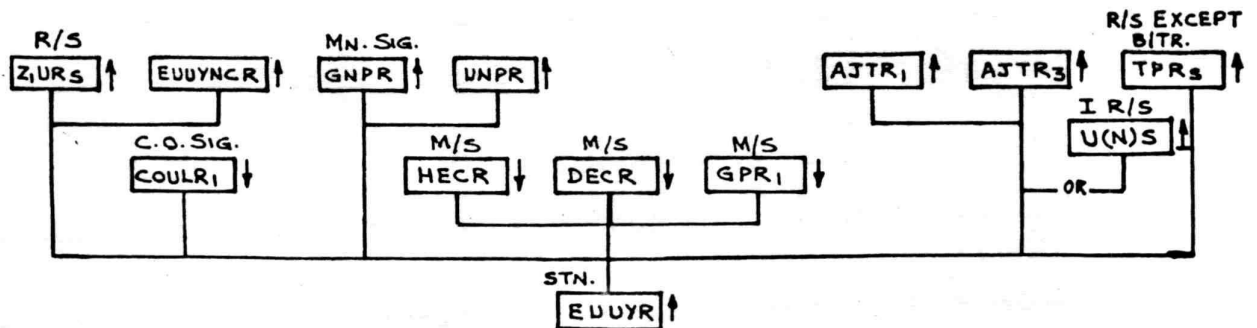 R/S
Z₁URs ↑
EUUYNCR ↑
MN. SIG.
GNPR ↑
UNPR ↑
AJTR₁ ↑
AJTR₃ ↑
R/S EXCEPT
B/TR.
TPRs ↑
I R/S
U(N)S
C.O. SIG.
COULR₁ ↓
M/S
HECR ↓
M/S
DECR ↓
M/S
GPR₁ ↓
OR
STN.
EUUYR ↑